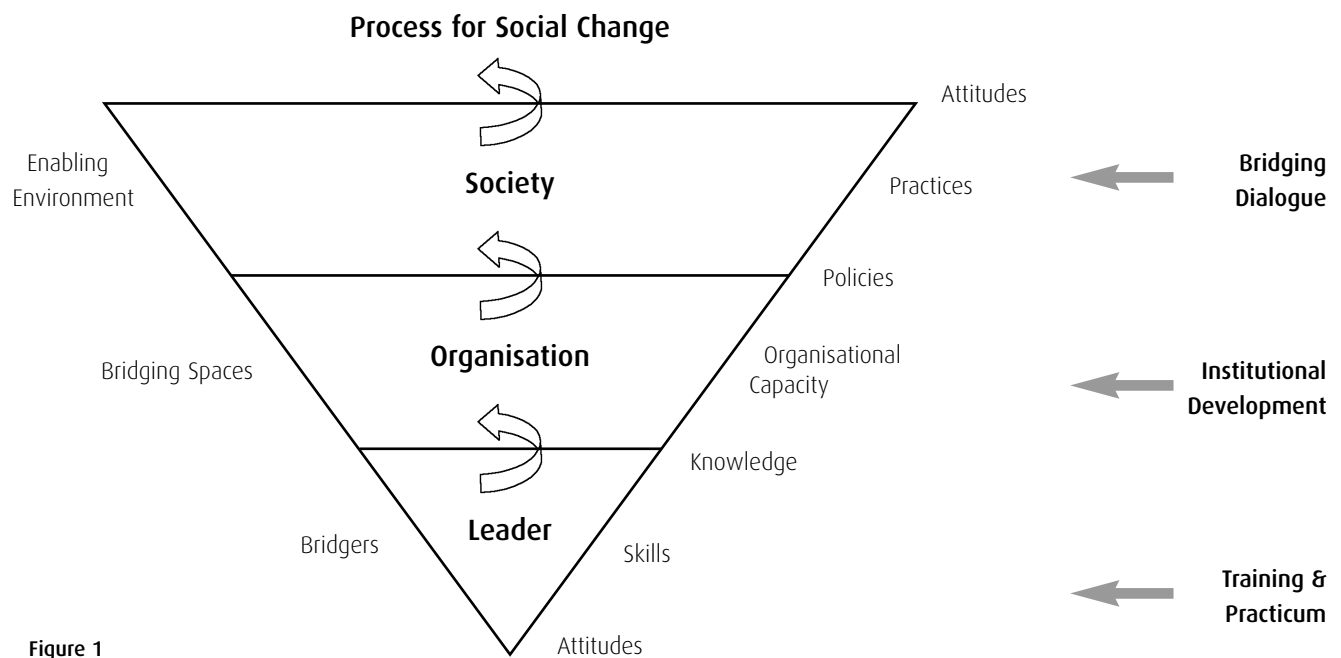 Process for Social Change
Attitudes
Enabling
Environment
Society
Practices
Bridging
Dialogue
Policies
Bridging Spaces
Organisation
Organisational
Capacity
Institutional
Development
Knowledge
Bridgers
Leader
Skills
Training &
Practicum
Attitudes
Figure 1